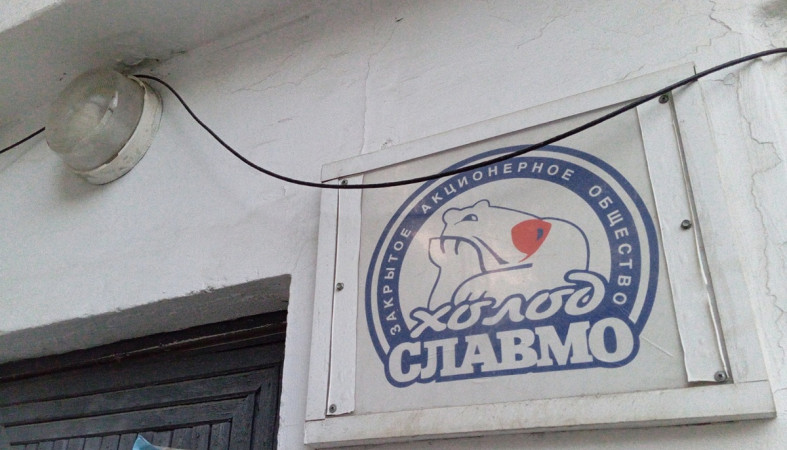 ЗАКРЫТОЕ АКЦИОНЕРНОЕ ОБЩЕСТВО
холод
СЛАВМО